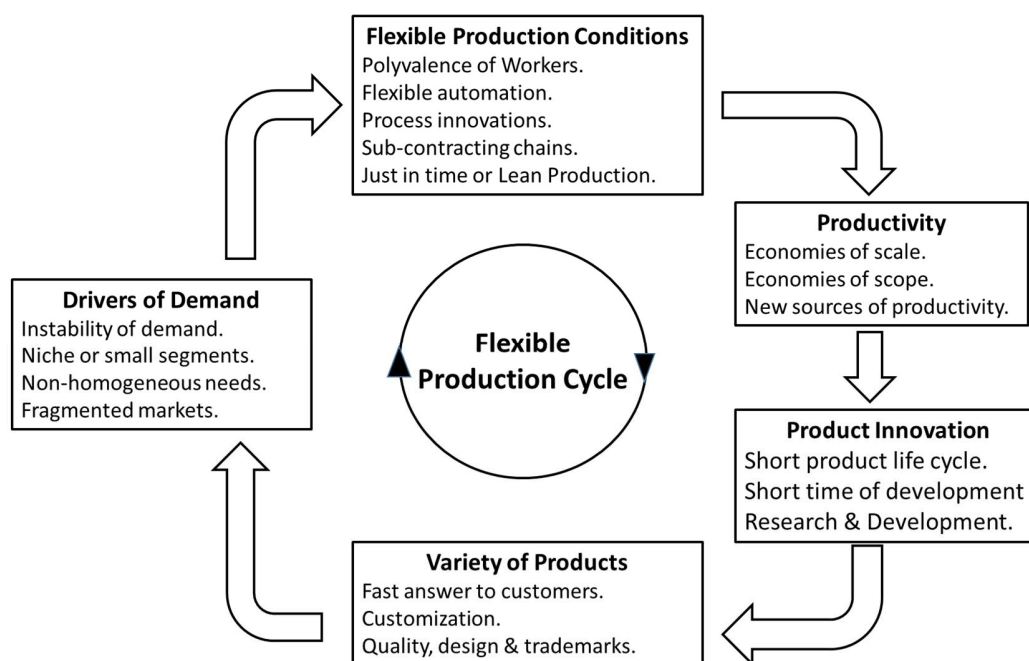 Flexible Production Conditions
Polyvalence of Workers.
Flexible automation.
Process innovations.
Sub-contracting chains.
Just in time or Lean Production.
Productivity
Economies of scale.
Economies of scope.
New sources of productivity.
Product Innovation
Short product life cycle.
Short time of development
Research & Development.
Variety of Products
Fast answer to customers.
Customization.
Quality, design & trademarks.
Drivers of Demand
Instability of demand.
Niche or small segments.
Non-homogeneous needs.
Fragmented markets.
Flexible
Production Cycle